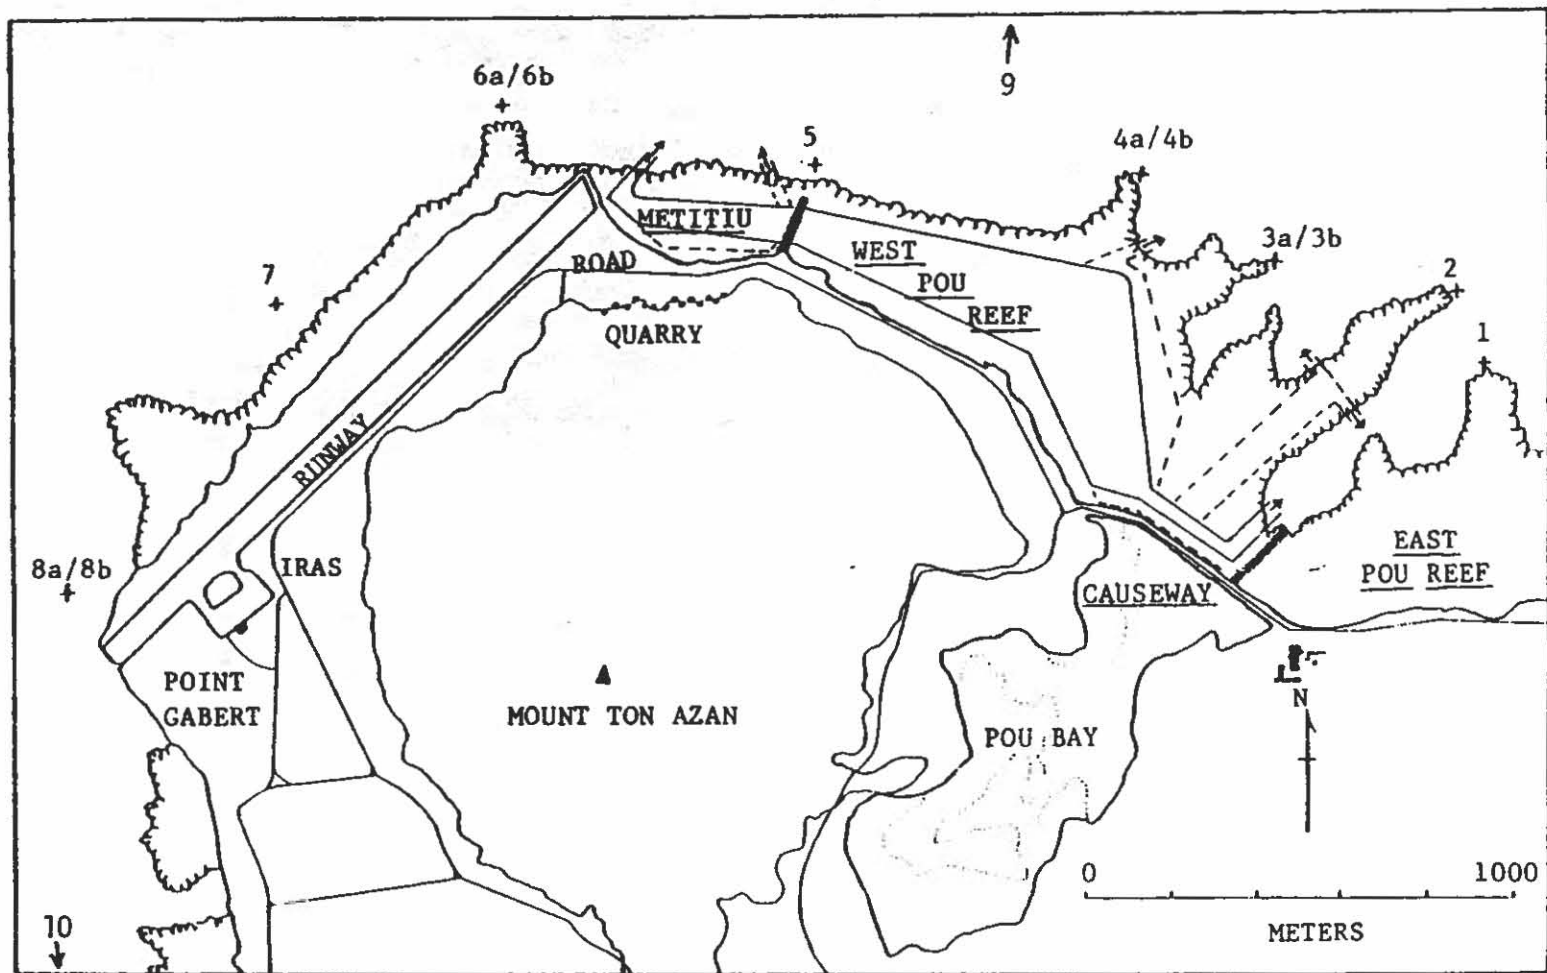 9
6a/6b
5
4a/4b
3a/3b
2
1
7
METITIU
WEST
POU
REEF
ROAD
QUARRY
RUNWAY
IRAS
8a/8b
EAST
POU REEF
CAUSEWAY
POINT
GABERT
MOUNT TON AZAN
POU BAY
N
0 1000
METERS
10